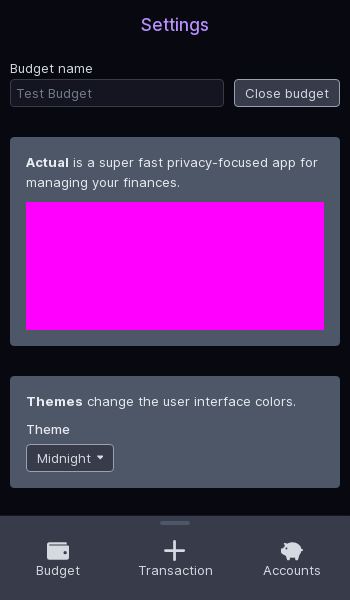 Settings
Budget name
Test Budget
Close budget
Actual is a super fast privacy-focused app for
managing your finances.
Themes change the user interface colors.
Theme
Midnight
Budget
Transaction
Accounts